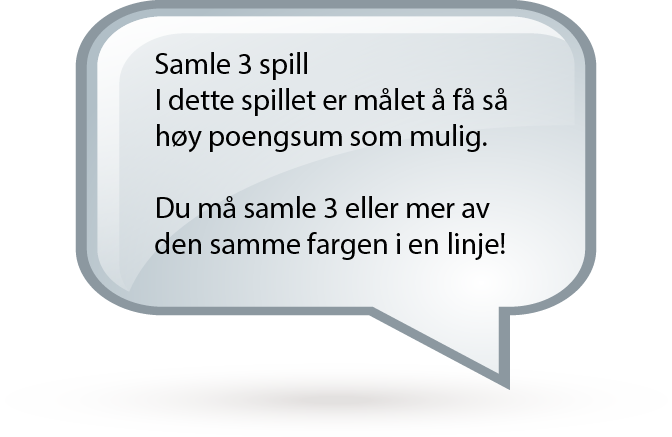 Samle 3 spill
I dette spillet er målet å få så
høy poengsum som mulig.
Du må samle 3 eller mer av
den samme fargen i en linje!